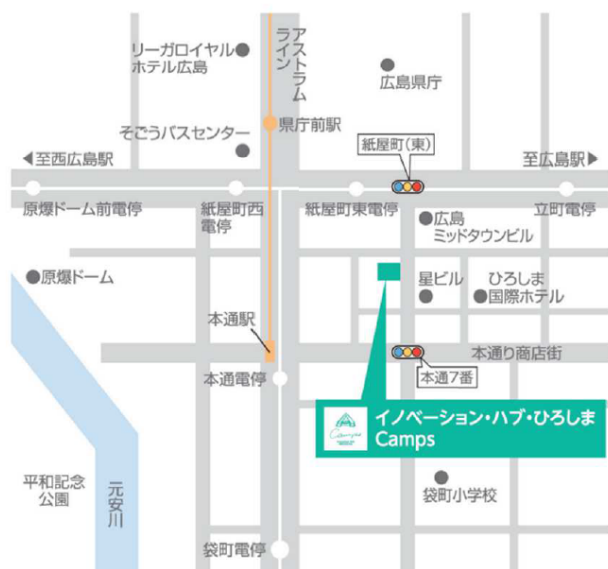 リーガロイヤル
ホテル広島
アストラム
ライン
広島県庁
県庁前駅
そごうバスセンター
紙屋町(東)
◀至西広島駅
至広島駅▶
原爆ドーム前電停
紙屋町西
電停
紙屋町東電停
立町電停
広島
ミッドタウンビル
原爆ドーム
星ビル
ひろしま
国際ホテル
本通駅
本通り商店街
本通電停
本通7番
Camps
イノベーション・ハブ・ひろしま
Camps
平和記念
公園
元安川
袋町小学校
袋町電停